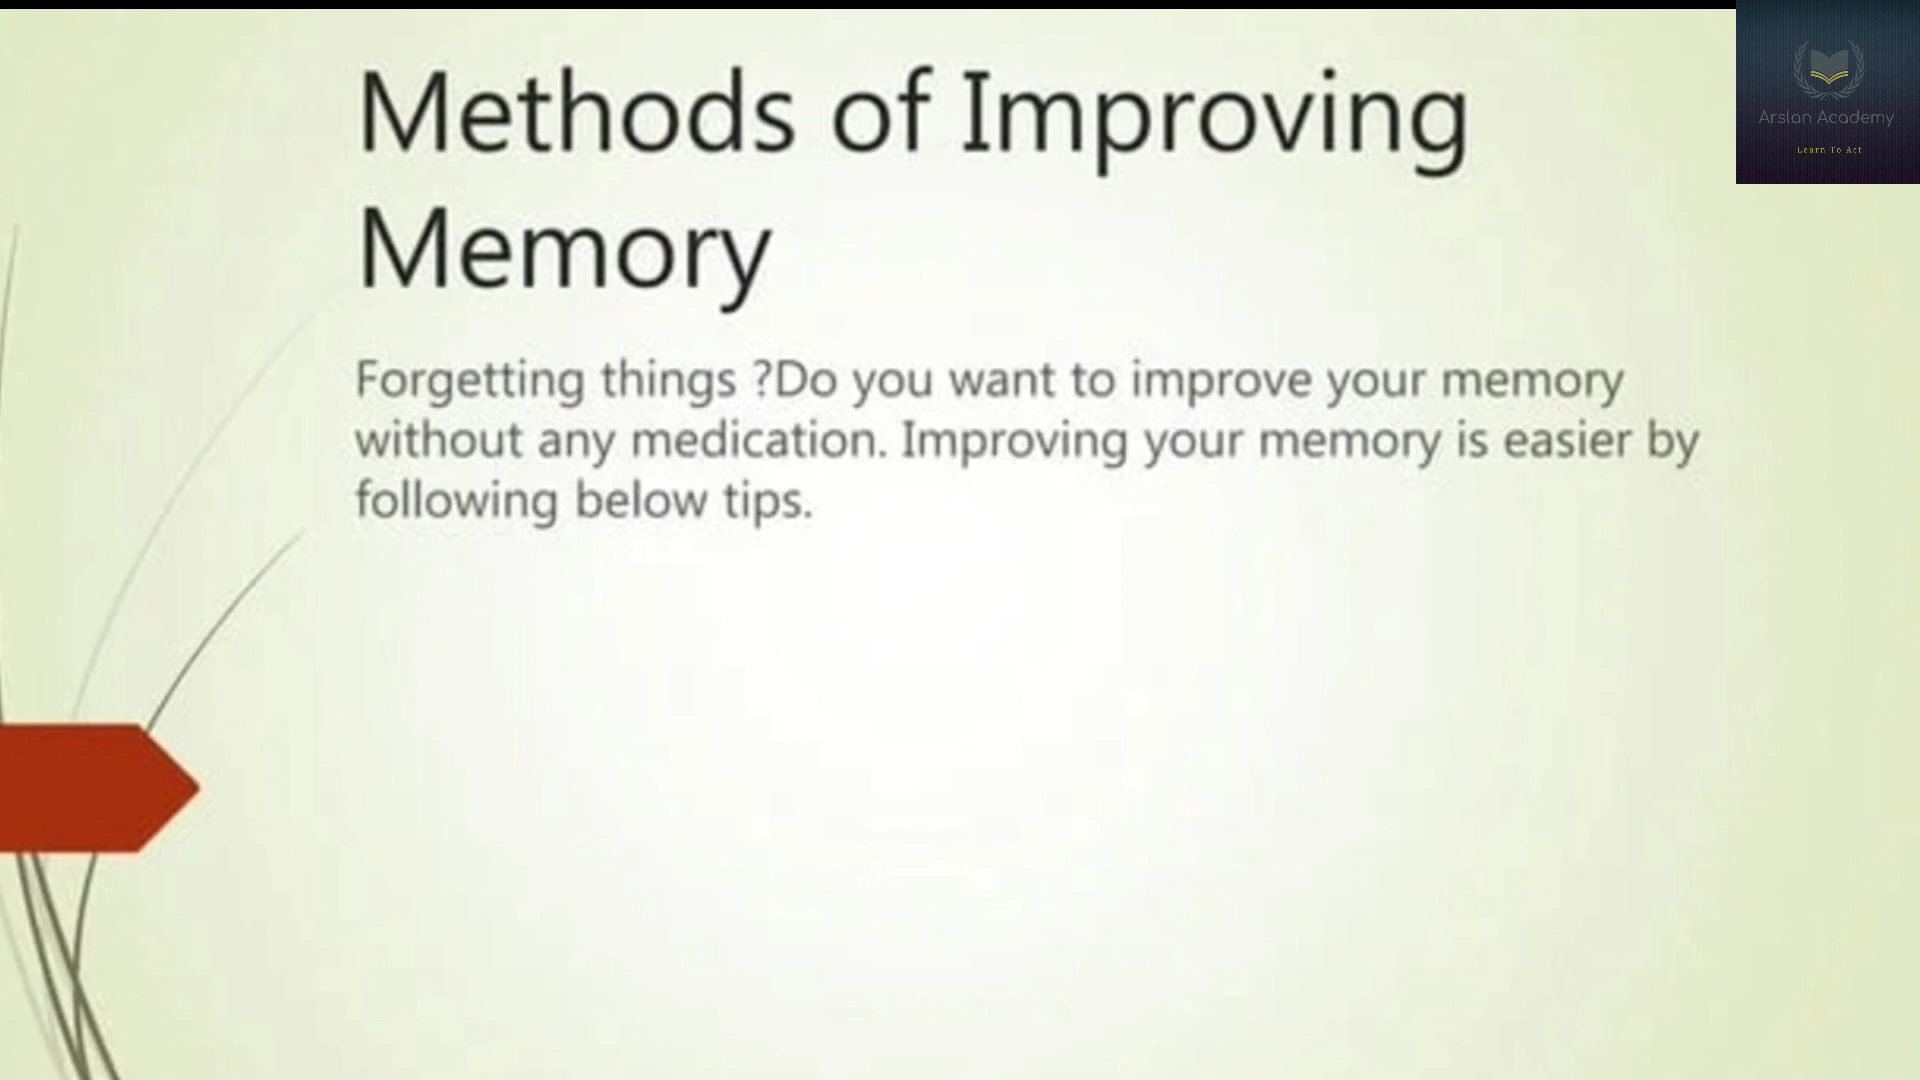 Methods of Improving
Memory
Forgetting things ?Do you want to improve your memory
without any medication. Improving your memory is easier by
following below tips.
Arslan Academy
Learn To Act